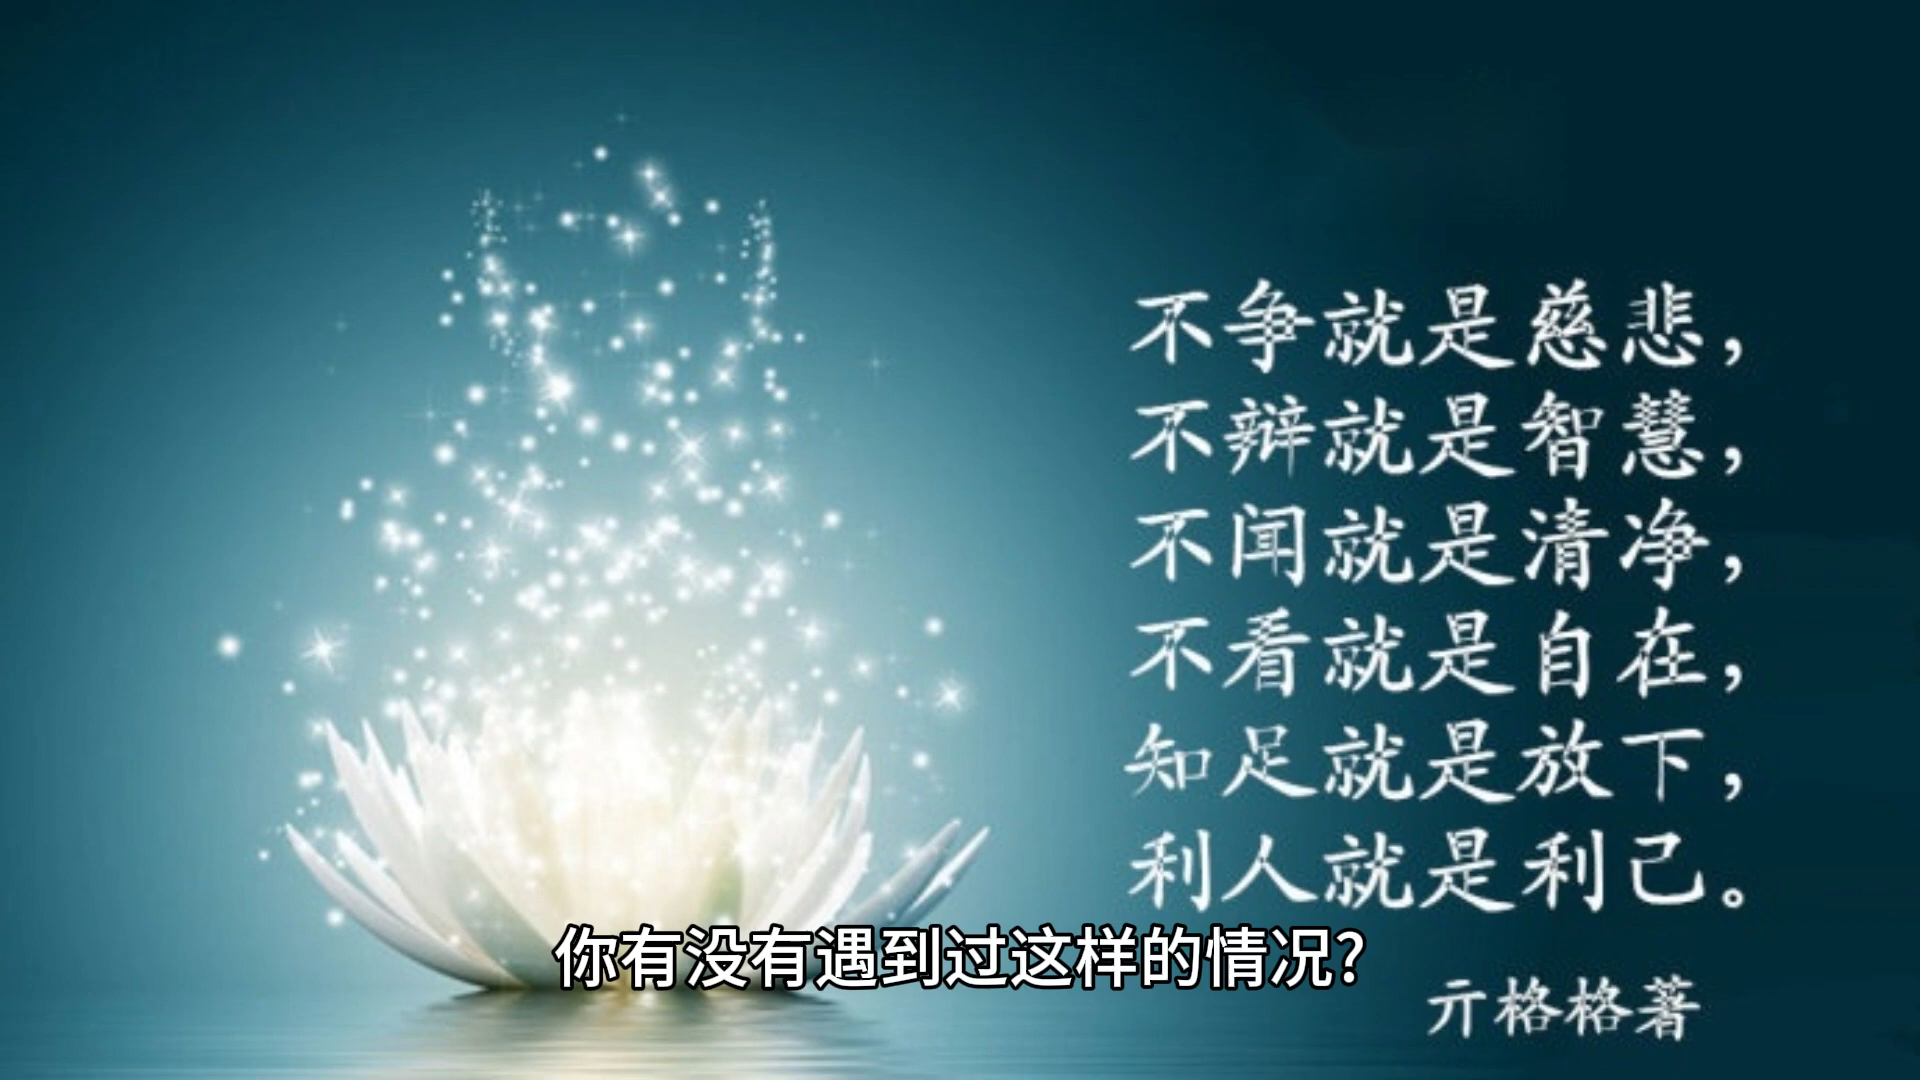 不争就是慈悲，
不辩就是智慧，
不闻就是清净，
不看就是自在，
知足就是放下，
利人就是利己。
你有没有遇到过这样的情况?
亓格格著